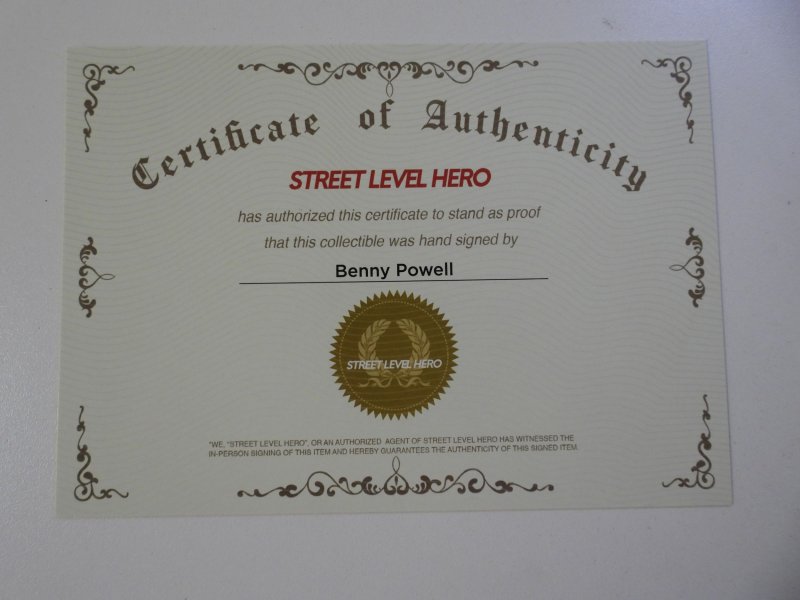 Certificate of Authenticity
STREET LEVEL HERO
has authorized this certificate to stand as proof
that this collectible was hand signed by
Benny Powell
STREET LEVEL HERO
"WE, "STREET LEVEL HERO", OR AN AUTHORIZED AGENT OF STREET LEVEL HERO HAS WITNESSED THE
IN-PERSON SIGNING OF THIS ITEM AND HEREBY GUARANTEES THE AUTHENTICITY OF THIS SIGNED ITEM.